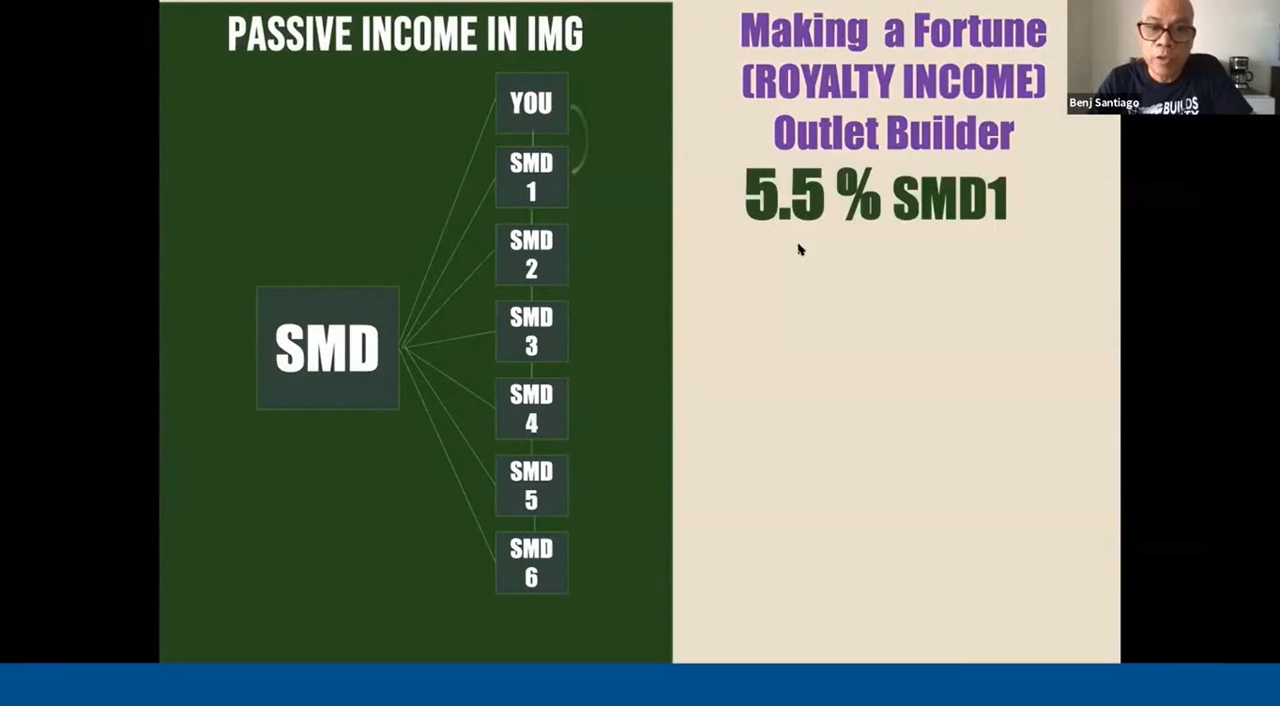 PASSIVE INCOME IN IMG
YOU
SMD
1
SMD
2
SMD
3
SMD
4
SMD
5
SMD
6
SMD
Making a Fortune
(ROYALTY INCOME)
Outlet Builder
5.5 % SMD1
Benj Santiago